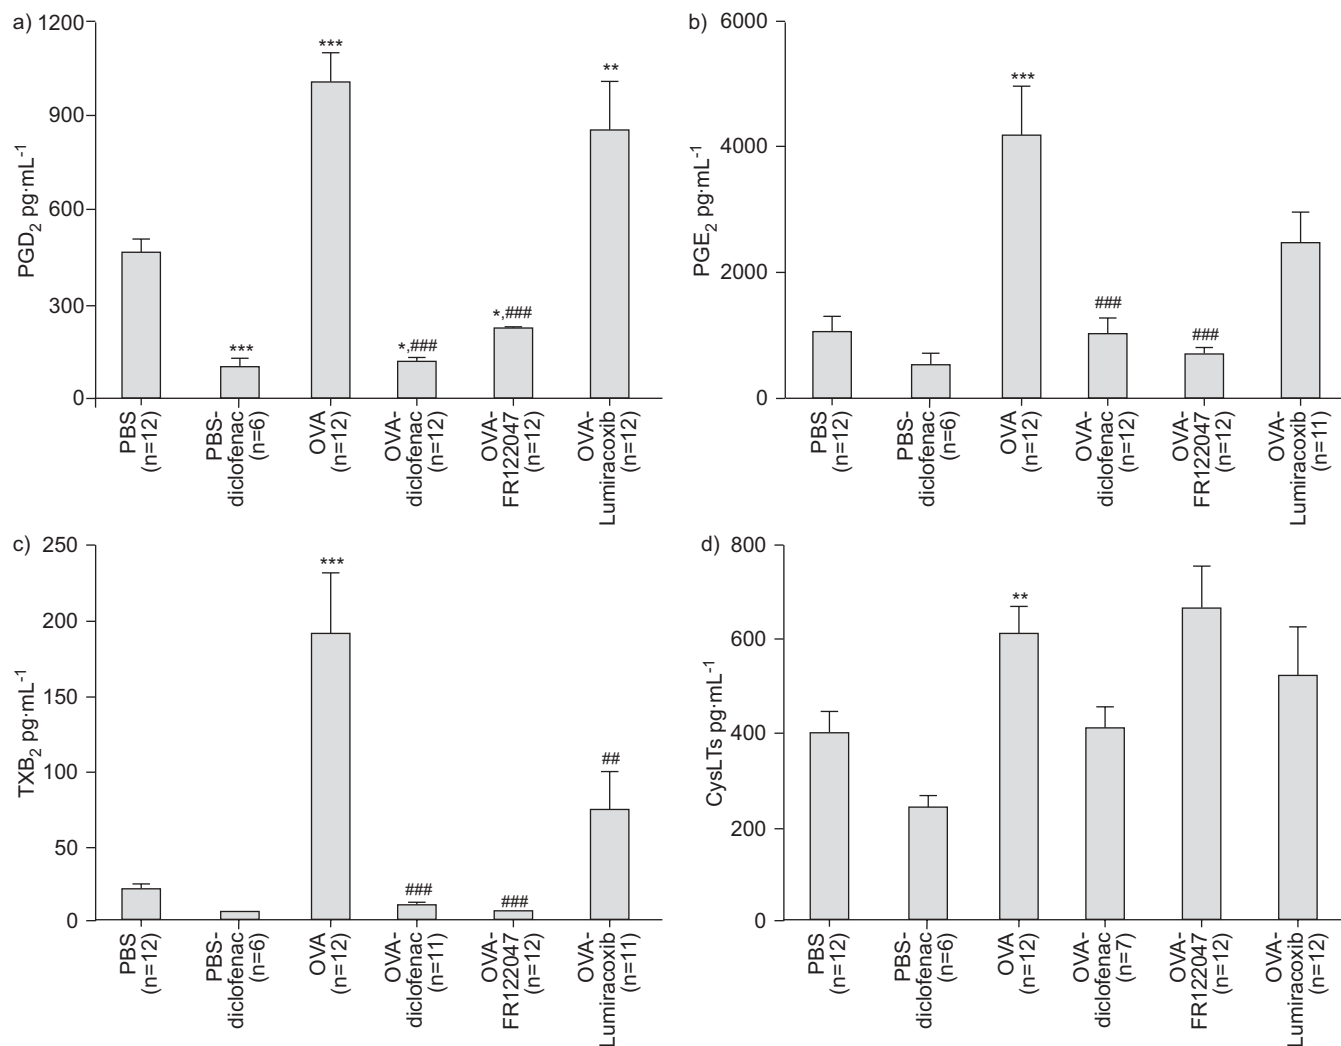 a)
1200
900
600
300
0
PGD2 pg·mL-1
***
***
*,###
*,###
**
PBS
(n=12)
PBS-
diclofenac
(n=6)
OVA
(n=12)
OVA-
diclofenac
(n=12)
OVA-
FR122047
(n=12)
OVA-
Lumiracoxib
(n=12)
b)
6000
4000
2000
0
PGE2 pg·mL-1
***
###
###
PBS
(n=12)
PBS-
diclofenac
(n=6)
OVA
(n=12)
OVA-
diclofenac
(n=12)
OVA-
FR122047
(n=12)
OVA-
Lumiracoxib
(n=11)
c)
250
200
150
100
50
0
TXB2 pg·mL-1
***
###
###
##
PBS
(n=12)
PBS-
diclofenac
(n=6)
OVA
(n=12)
OVA-
diclofenac
(n=11)
OVA-
FR122047
(n=12)
OVA-
Lumiracoxib
(n=11)
d)
800
600
400
200
0
CysLTs pg·mL-1
**
PBS
(n=12)
PBS-
diclofenac
(n=6)
OVA
(n=12)
OVA-
diclofenac
(n=7)
OVA-
FR122047
(n=12)
OVA-
Lumiracoxib
(n=12)